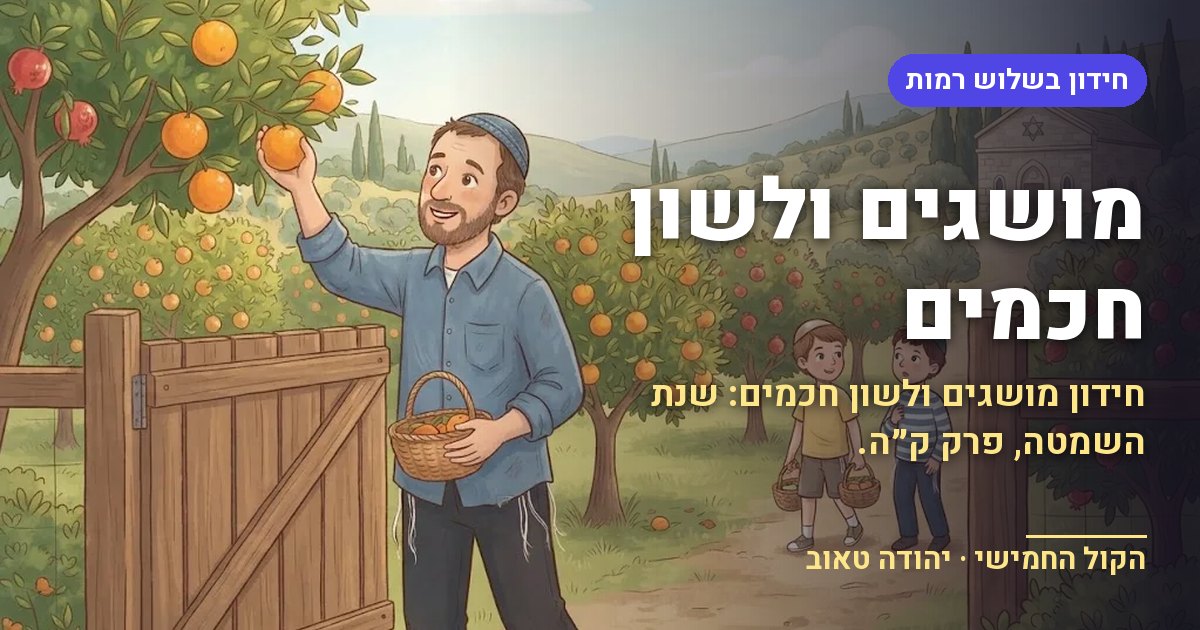 חידון בשלוש רמות
מושגים ולשון
חכמים
חידון מושגים ולשון חכמים: שנת
השמטה, פרק ק״ה.
הקול החמישי · יהודה טאוב